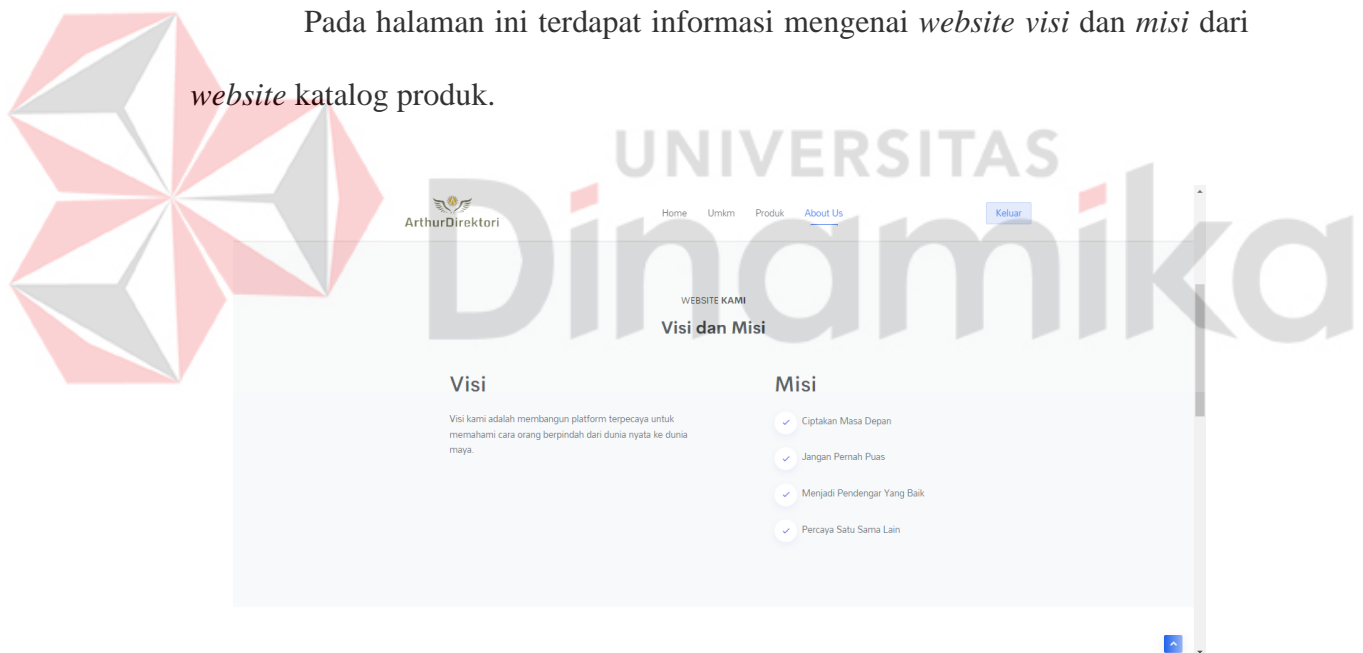 Pada halaman ini terdapat informasi mengenai website visi dan misi dari
website katalog produk.
UNIVERSITAS
Dinamika
ArthurDirektori
Home Umkm Produk About Us Keluar
WEBSITE KAMI
Visi dan Misi
Visi
Visi kami adalah membangun platform terpecaya untuk
memahami cara orang berpindah dari dunia nyata ke dunia
maya.
Misi
Ciptakan Masa Depan
Jangan Pernah Puas
Menjadi Pendengar Yang Baik
Percaya Satu Sama Lain